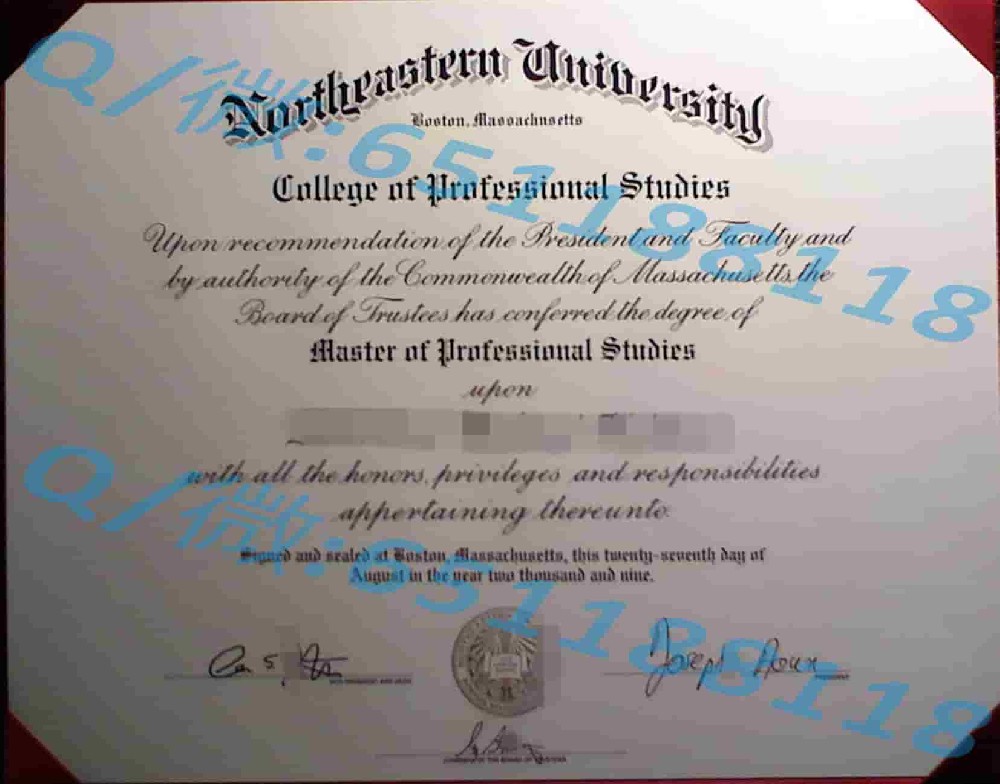 Northeastern University
Boston, Massachusetts
College of Professional Studies
Upon recommendation of the President and Faculty and
by authority of the Commonwealth of Massachusetts, the
Board of Trustees has conferred the degree of
Master of Professional Studies
upon
with all the honors, privileges and responsibilities
appertaining thereunto.
Signed and sealed at Boston, Massachusetts, this twenty-seventh day of
August in the year two thousand and nine.
Q/微:651188118
Q/微:651188118